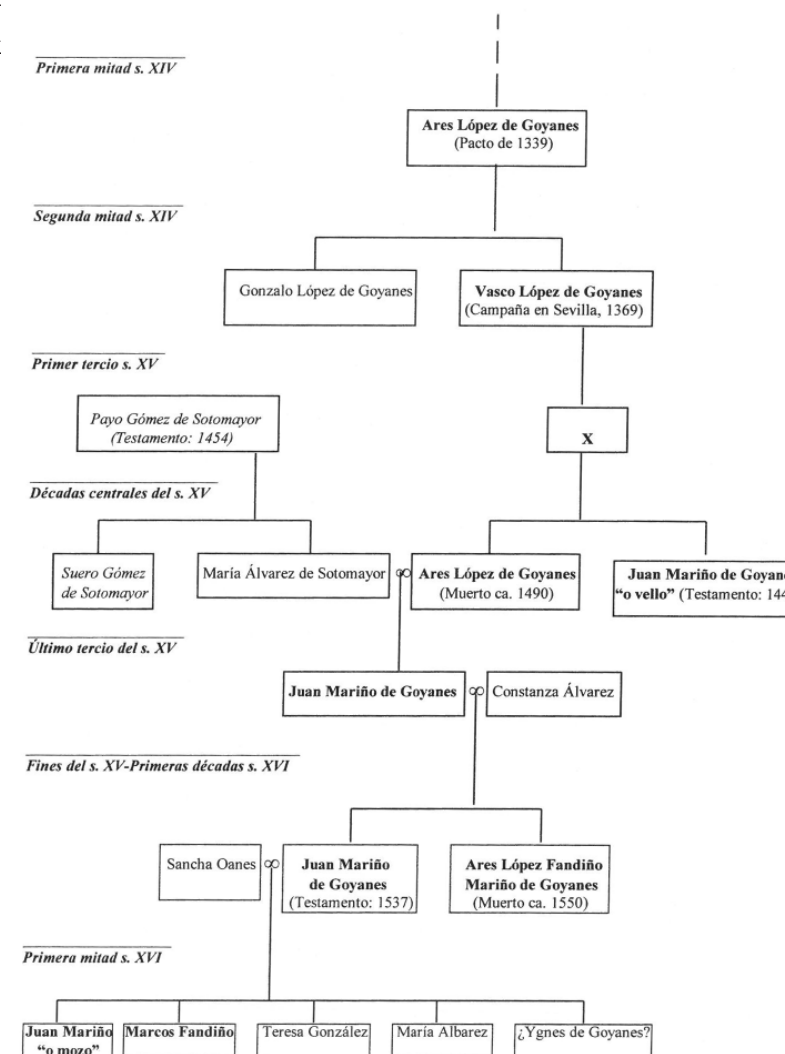 Primera mitad s. XIV
Ares López de Goyanes
(Pacto de 1339)
Segunda mitad s. XIV
Gonzalo López de Goyanes
Vasco López de Goyanes
(Campaña en Sevilla, 1369)
Primer tercio s. XV
Payo Gómez de Sotomayor
(Testamento: 1454)
X
Décadas centrales del s. XV
Suero Gómez
de Sotomayor
María Álvarez de Sotomayor
Ares López de Goyanes
(Muerto ca. 1490)
Juan Mariño de Goyan
“o vello” (Testamento: 144
Último tercio del s. XV
Juan Mariño de Goyanes
Constanza Álvarez
Fines del s. XV-Primeras décadas s. XVI
Sancha Oanes
Juan Mariño
de Goyanes
(Testamento: 1537)
Ares López Fandiño
Mariño de Goyanes
(Muerto ca. 1550)
Primera mitad s. XVI
Juan Mariño
“o mozo”
Marcos Fandiño
Teresa González
María Albarez
¿Ygnes de Goyanes?